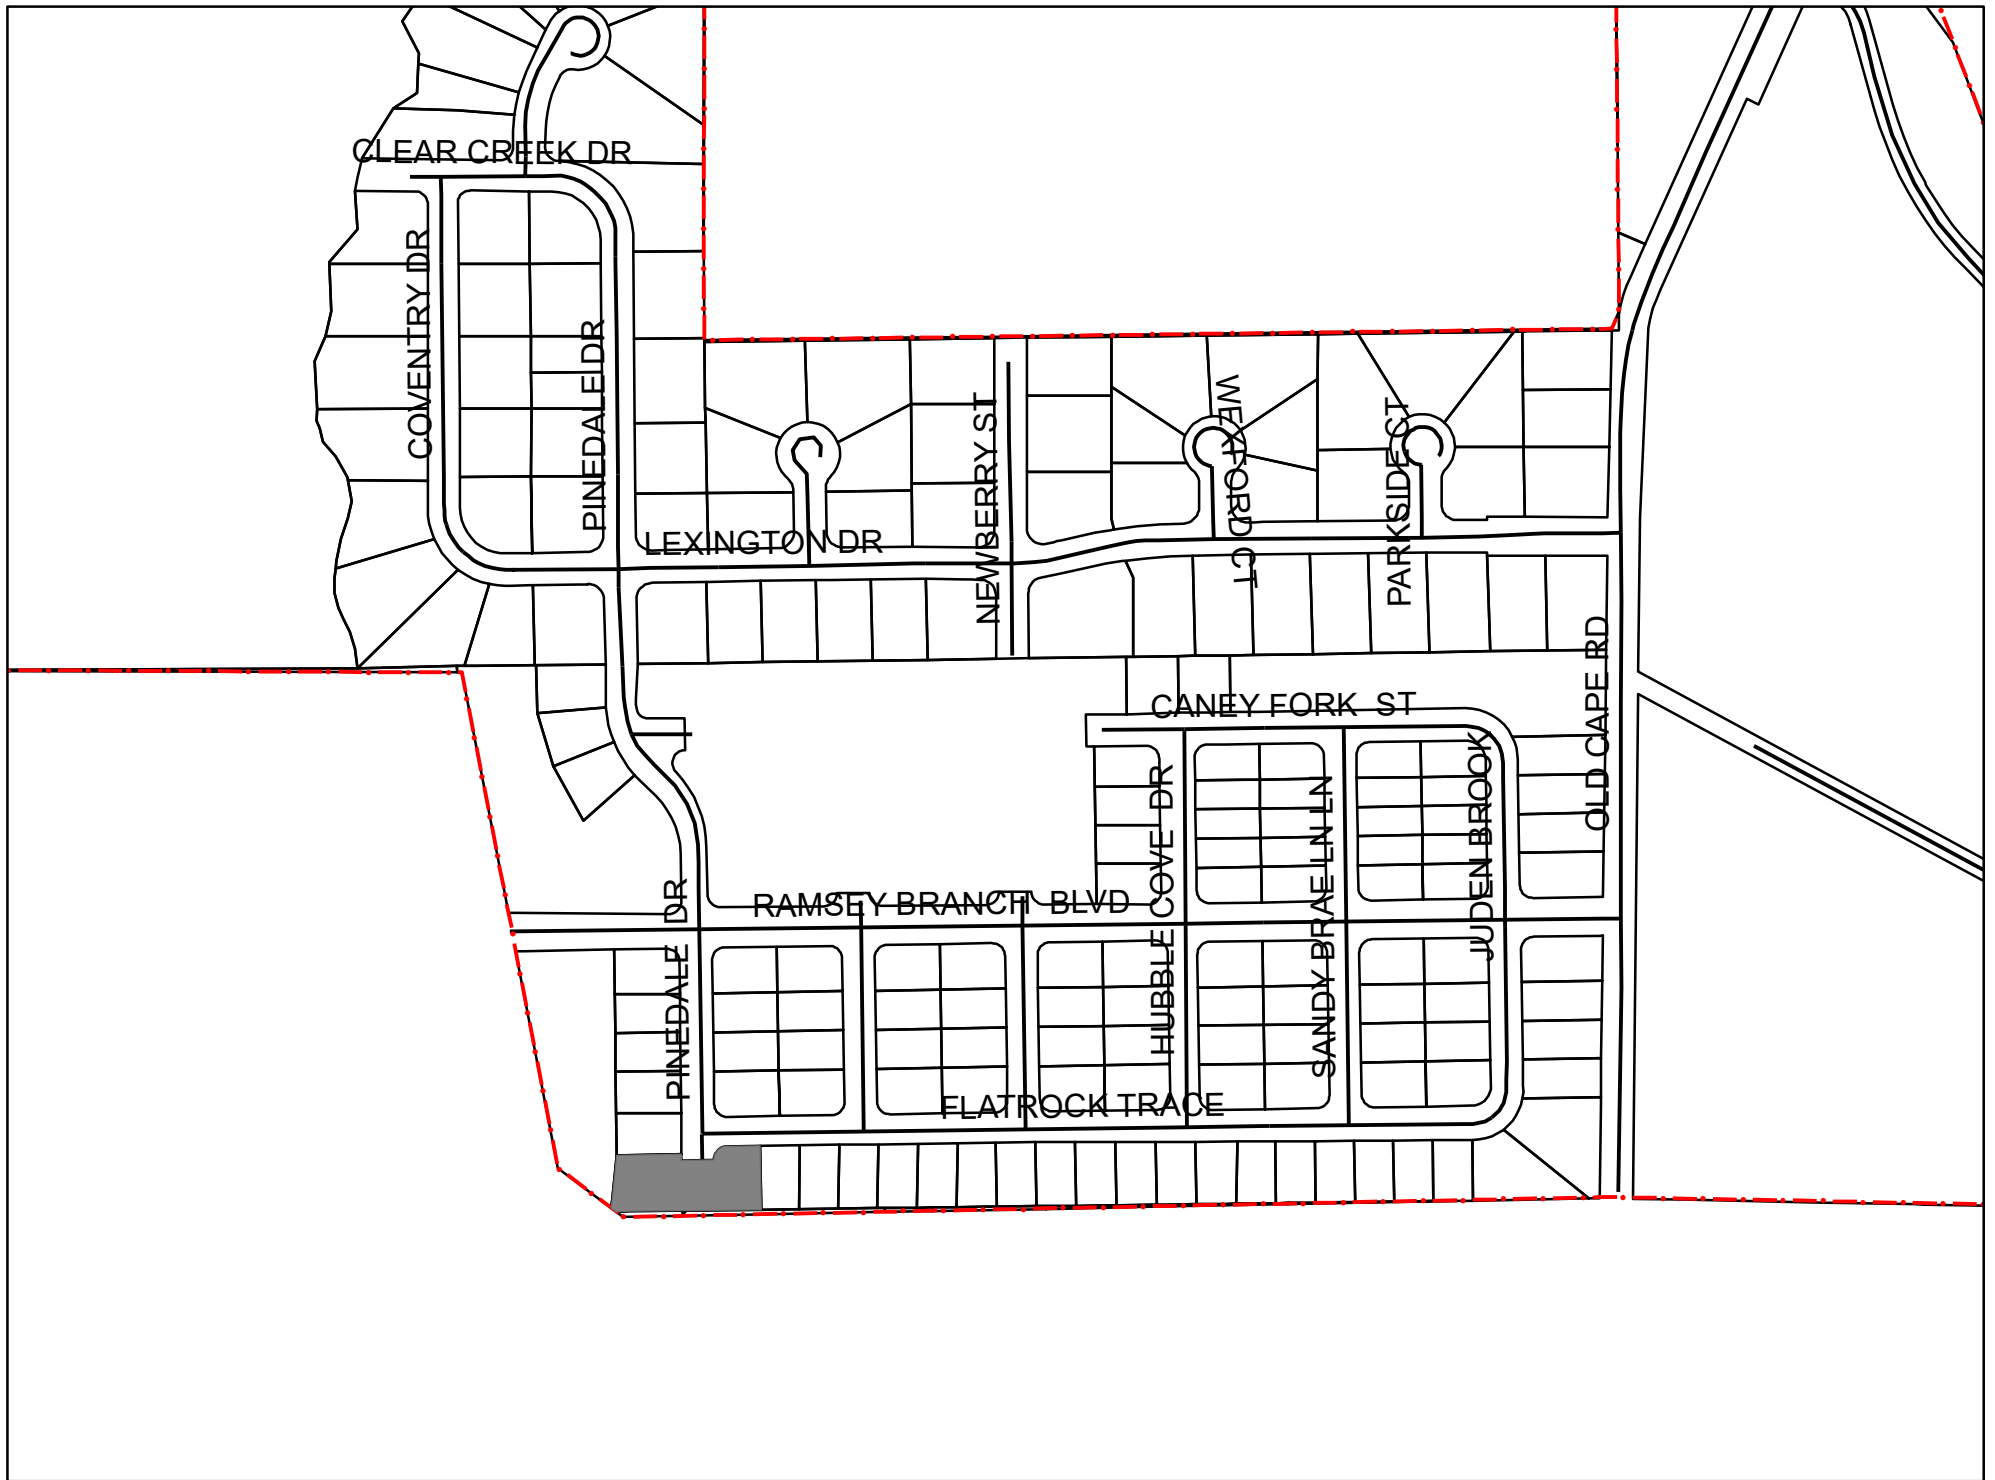 CLEAR CREEK DR
COVENTRY DR
PINEDALE DR
LEXINGTON DR
NEWBERRY ST
WEXFORD CT
PARKSIDE CT
OLD CAPE RD
CANEY FORK ST
HUBBLE COVE DR
SANDY BRAE LN LN
JUDEN BROOK
RAMSEY BRANCH BLVD
PINEDALE DR
FLATROCK TRACE